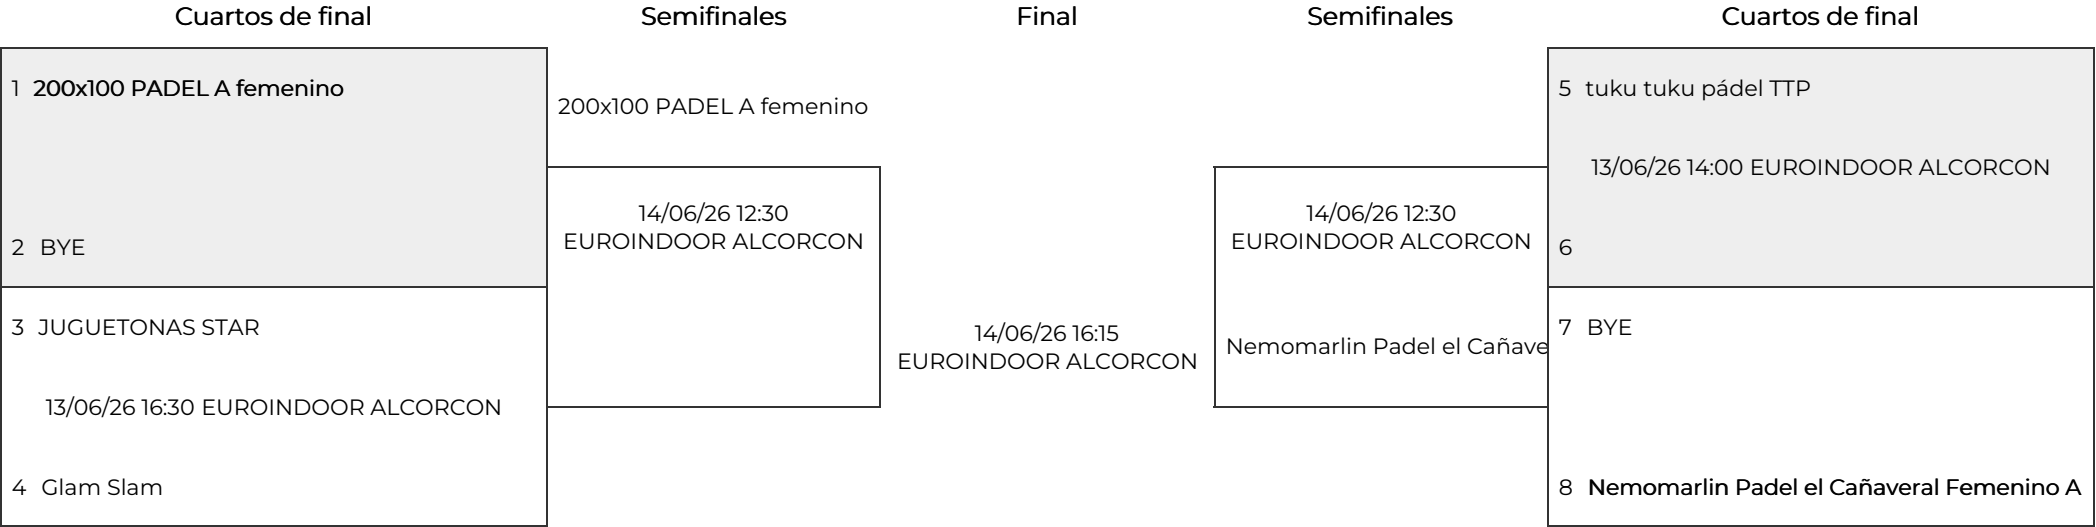 Cuartos de final
Semifinales
Final
Semifinales
Cuartos de final
1 200x100 PADEL A femenino
2 BYE
3 JUGUETONAS STAR
13/06/26 16:30 EUROINDOOR ALCORCON
4 Glam Slam
200x100 PADEL A femenino
14/06/26 12:30
EUROINDOOR ALCORCON
14/06/26 16:15
EUROINDOOR ALCORCON
14/06/26 12:30
EUROINDOOR ALCORCON
Nemomarlin Padel el Cañave
5 tuku tuku pádel TTP
13/06/26 14:00 EUROINDOOR ALCORCON
6
7 BYE
8 Nemomarlin Padel el Cañaveral Femenino A